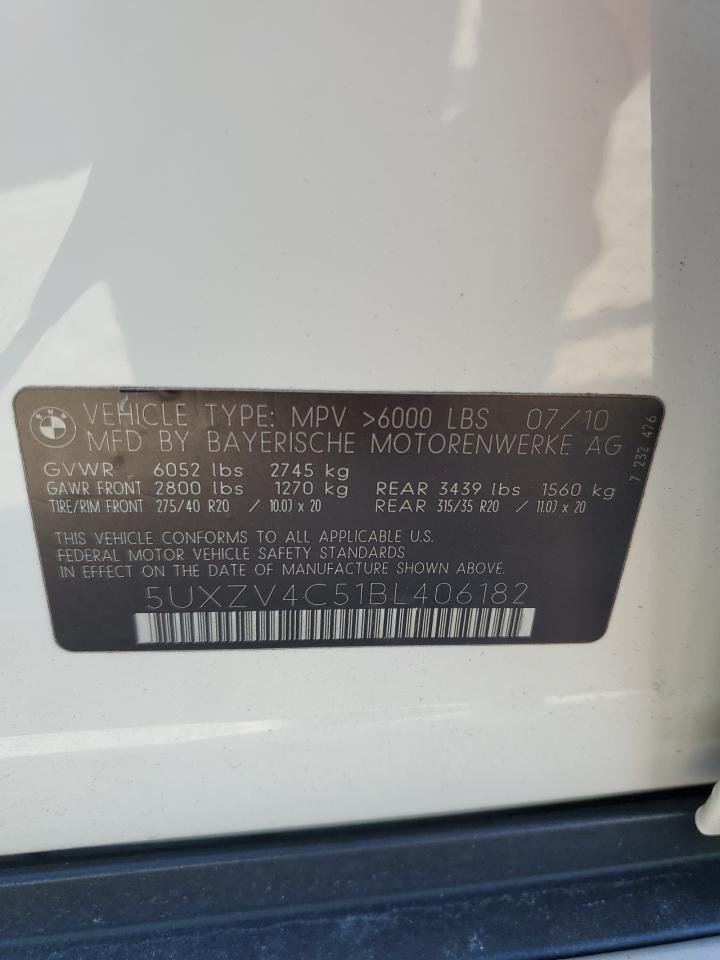 BMW
VEHICLE TYPE: MPV >6000 LBS 07/10
MFD BY BAYERISCHE MOTORENWERKE AG
GVWR 6052 lbs 2745 kg
GAWR FRONT 2800 lbs 1270 kg REAR 3439 lbs 1560 kg
TIRE/RIM FRONT 275/40 R20 / 10.0J x 20 REAR 315/35 R20 / 11.0J x 20
THIS VEHICLE CONFORMS TO ALL APPLICABLE U.S.
FEDERAL MOTOR VEHICLE SAFETY STANDARDS
IN EFFECT ON THE DATE OF MANUFACTURE SHOWN ABOVE.
5UXZV4C51BL406182
7 232 476